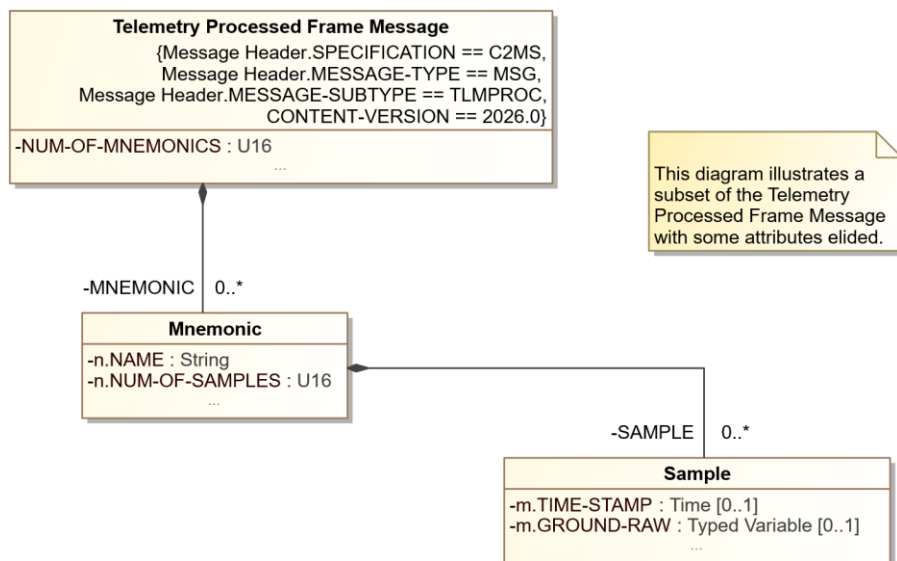 Telemetry Processed Frame Message
{Message Header.SPECIFICATION == C2MS,
Message Header.MESSAGE-TYPE == MSG,
Message Header.MESSAGE-SUBTYPE == TLMPROC,
CONTENT-VERSION == 2026.0}
-NUM-OF-MNEMONICS : U16
...
This diagram illustrates a
subset of the Telemetry
Processed Frame Message
with some attributes elided.
-MNEMONIC 0..*
Mnemonic
-n.NAME : String
-n.NUM-OF-SAMPLES : U16
...
-SAMPLE 0..*
Sample
-m.TIME-STAMP : Time [0..1]
-m.GROUND-RAW : Typed Variable [0..1]
...